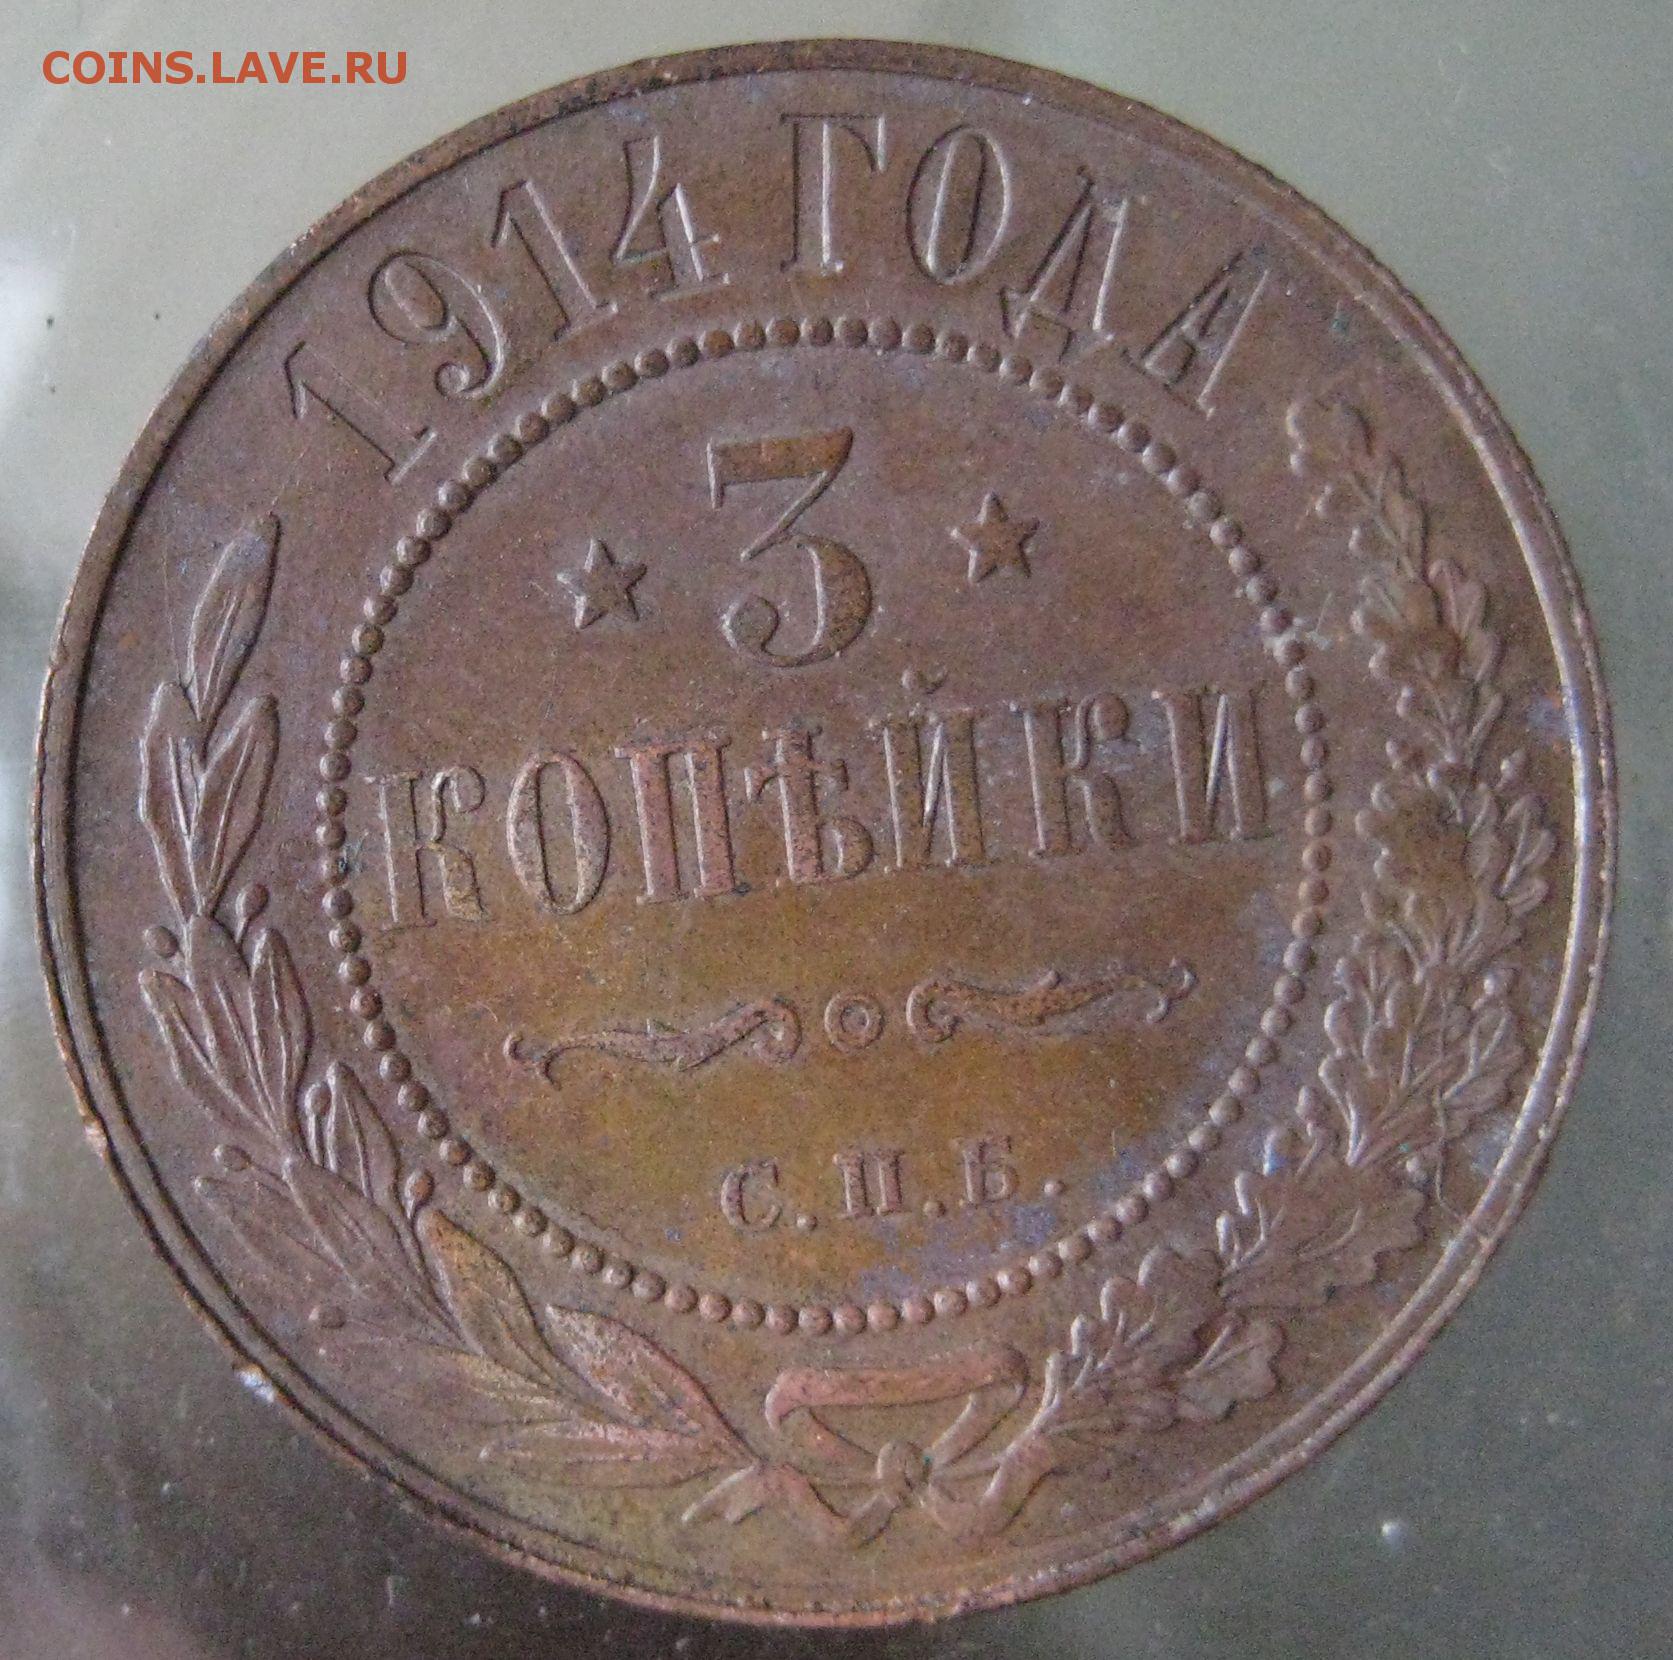 COINS.LAVE.RU
1914 ГОДА
3
КОПѢЙКИ
С.П.Б.